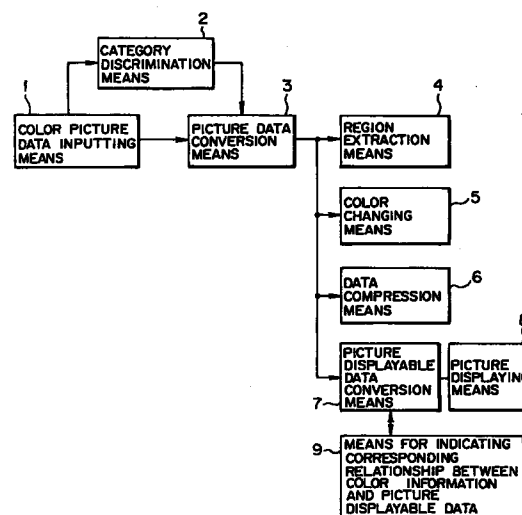 2
CATEGORY
DISCRIMINATION
MEANS
1
COLOR PICTURE
DATA INPUTTING
MEANS
3
PICTURE DATA
CONVERSION
MEANS
4
REGION
EXTRACTION
MEANS
5
COLOR
CHANGING
MEANS
6
DATA
COMPRESSION
MEANS
PICTURE
DISPLAYABLE
DATA
CONVERSION
MEANS
7
PICTURE
DISPLAYING
MEANS
9
MEANS FOR INDICATING
CORRESPONDING
RELATIONSHIP BETWEEN
COLOR INFORMATION
AND PICTURE
DISPLAYABLE DATA